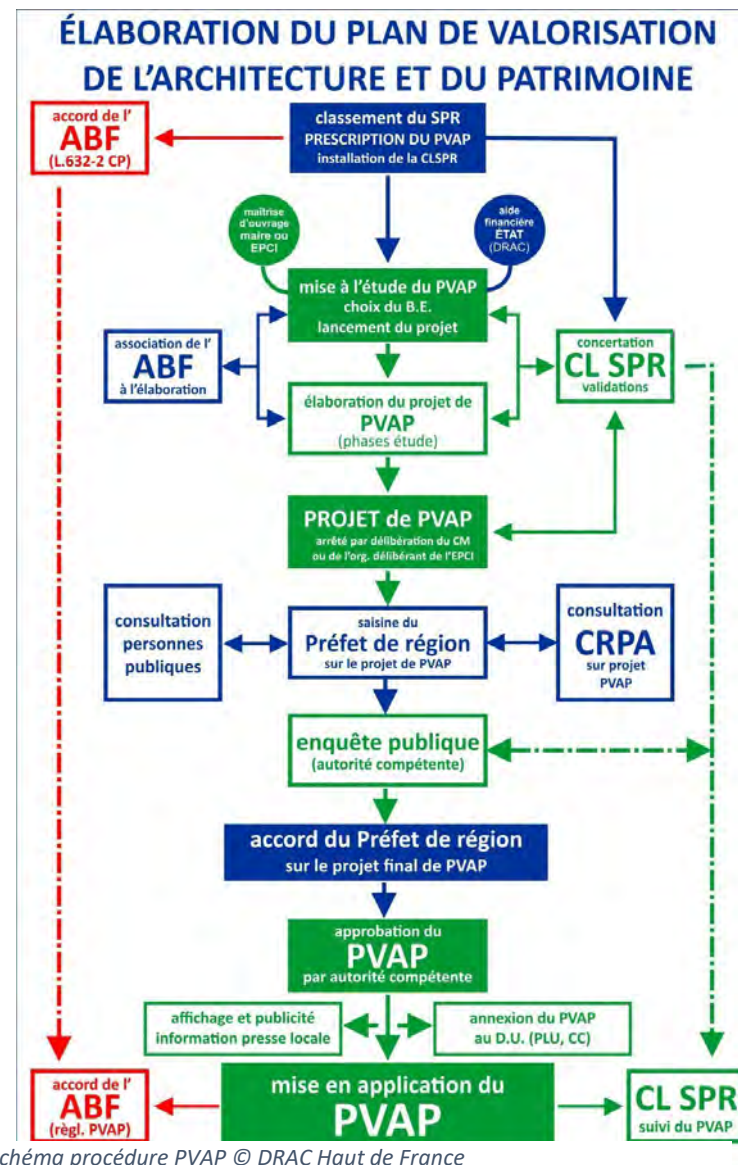 ÉLABORATION DU PLAN DE VALORISATION
DE L'ARCHITECTURE ET DU PATRIMOINE
accord de l'
ABF
(L.632-2 CP)
classement du SPR
PRESCRIPTION DU PVAP
installation de la CLSPR
maîtrise
d'ouvrage
maire ou
EPCI
aide
financière
ÉTAT
(DRAC)
mise à l'étude du PVAP
choix du B.E.
lancement du projet
association de l'
ABF
à l'élaboration
concertation
CL SPR
validations
élaboration du projet de
PVAP
(phases étude)
PROJET de PVAP
arrêté par délibération du CM
ou de l'org. délibérant de l'EPCI
consultation
personnes
publiques
saisine du
Préfet de région
sur le projet de PVAP
consultation
CRPA
sur projet
PVAP
enquête publique
(autorité compétente)
accord du Préfet de région
sur le projet final de PVAP
approbation du
PVAP
par autorité compétente
affichage et publicité
information presse locale
annexion du PVAP
au D.U. (PLU, CC)
accord de l'
ABF
(règl. PVAP)
mise en application du
PVAP
CL SPR
suivi du PVAP
chéma procédure PVAP © DRAC Haut de France